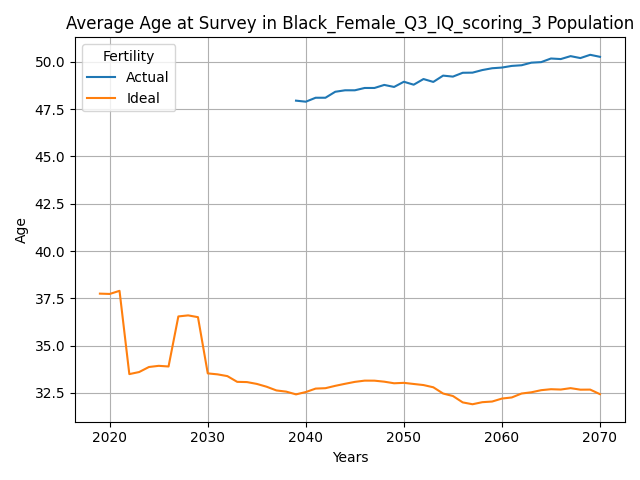 Average Age at Survey in Black_Female_Q3_IQ_scoring_3 Population
Fertility
Actual
Ideal
50.0
47.5
45.0
42.5
40.0
37.5
35.0
32.5
Age
2020
2030
2040
2050
2060
2070
Years